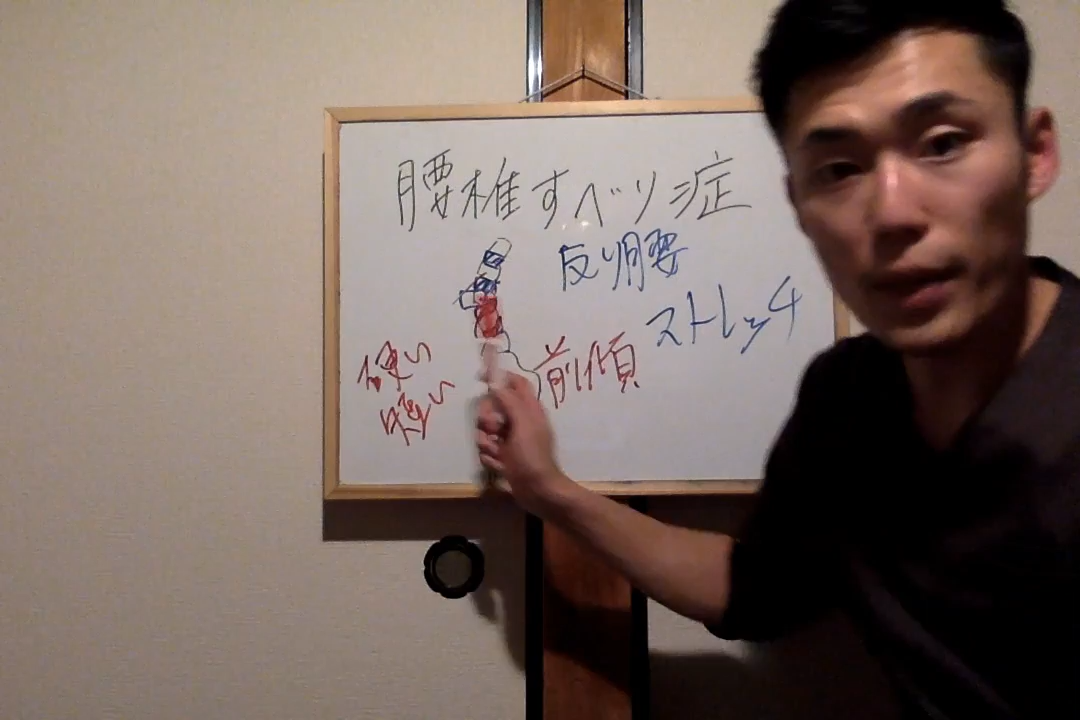 腰椎すべり症
反り腰
ストレッチ
前傾
硬い
短い